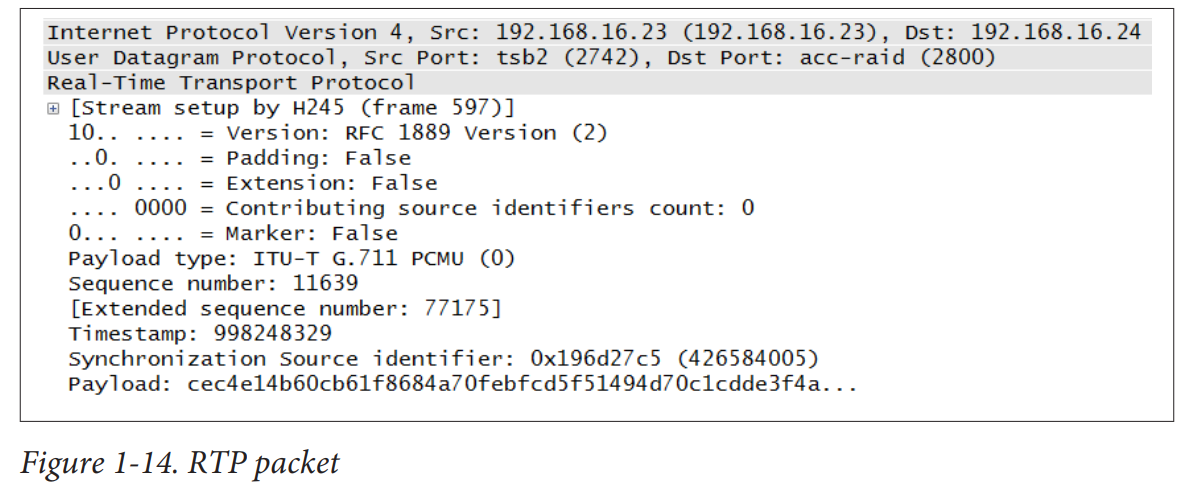 Internet Protocol Version 4, Src: 192.168.16.23 (192.168.16.23), Dst: 192.168.16.24
User Datagram Protocol, Src Port: tsb2 (2742), Dst Port: acc-raid (2800)
Real-Time Transport Protocol
[Stream setup by H245 (frame 597)]
10.. .... = Version: RFC 1889 Version (2)
..0. .... = Padding: False
...0 .... = Extension: False
.... 0000 = Contributing source identifiers count: 0
0... .... = Marker: False
Payload type: ITU-T G.711 PCMU (0)
Sequence number: 11639
[Extended sequence number: 77175]
Timestamp: 998248329
Synchronization Source identifier: 0x196d27c5 (426584005)
Payload: cec4e14b60cb61f8684a70febfcd5f51494d70c1cdde3f4a...
Figure 1-14. RTP packet